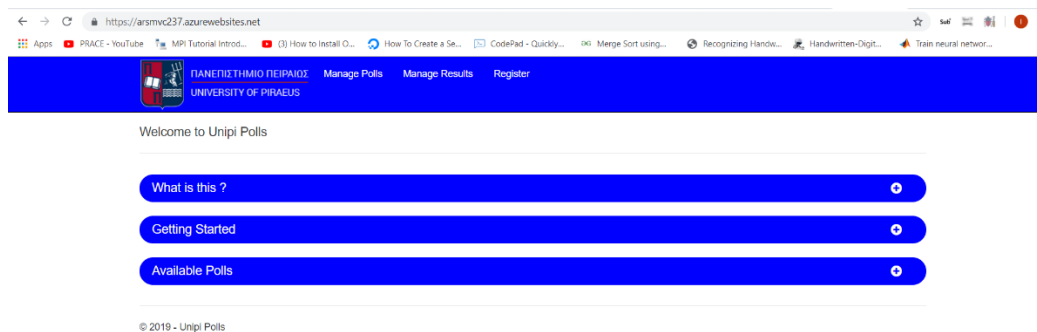 https://arsmvc237.azurewebsites.net
Apps PRACE - YouTube MPI Tutorial Introd... (3) How to Install O... How To Create a Se... CodePad - Quickly... Merge Sort using... Recognizing Handw... Handwritten-Digit... Train neural networ...
ΠΑΝΕΠΙΣΤΗΜΙΟ ΠΕΙΡΑΙΩΣ
UNIVERSITY OF PIRAEUS
Manage Polls Manage Results Register
Welcome to Unipi Polls
What is this ?
Getting Started
Available Polls
© 2019 - Unipi Polls